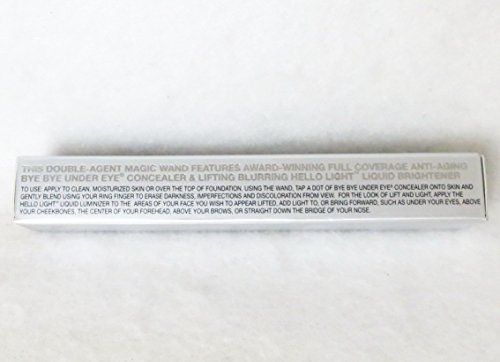 THIS DOUBLE-AGENT MAGIC WAND FEATURES AWARD-WINNING FULL COVERAGE ANTI-AGING
BYE BYE UNDER EYE® CONCEALER & LIFTING BLURRING HELLO LIGHT™ LIQUID BRIGHTENER
TO USE: APPLY TO CLEAN, MOISTURIZED SKIN OR OVER THE TOP OF FOUNDATION. USING THE WAND, TAP A DOT OF BYE BYE UNDER EYE® CONCEALER ONTO SKIN AND
GENTLY BLEND USING YOUR RING FINGER TO ERASE DARKNESS, IMPERFECTIONS AND DISCOLORATION FROM VIEW. FOR THE LOOK OF LIFT AND LIGHT, APPLY THE
HELLO LIGHT™ LIQUID LUMINIZER TO THE AREAS OF YOUR FACE YOU WISH TO APPEAR LIFTED, ADD LIGHT TO, OR BRING FORWARD, SUCH AS UNDER YOUR EYES, ABOVE
YOUR CHEEKBONES, THE CENTER OF YOUR FOREHEAD, ABOVE YOUR BROWS, OR STRAIGHT DOWN THE BRIDGE OF YOUR NOSE.